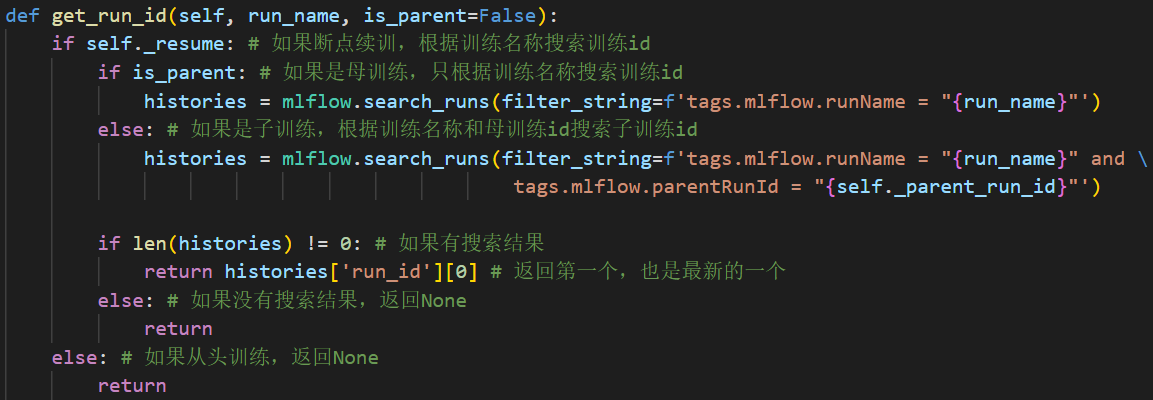 def get_run_id(self, run_name, is_parent=False):
    if self._resume: # 如果断点续训，根据训练名称搜索训练id
        if is_parent: # 如果是母训练，只根据训练名称搜索训练id
            histories = mlflow.search_runs(filter_string=f'tags.mlflow.runName = "{run_name}"')
        else: # 如果是子训练，根据训练名称和母训练id搜索子训练id
            histories = mlflow.search_runs(filter_string=f'tags.mlflow.runName = "{run_name}" and \
                                            tags.mlflow.parentRunId = "{self._parent_run_id}"')

        if len(histories) != 0: # 如果有搜索结果
            return histories['run_id'][0] # 返回第一个，也是最新的一个
        else: # 如果没有搜索结果，返回None
            return
    else: # 如果从头训练，返回None
        return